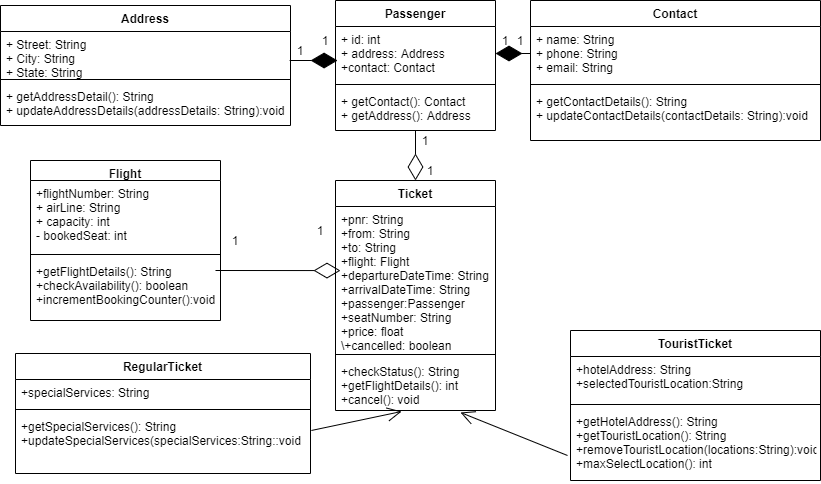 Address
+ Street: String
+ City: String
+ State: String
+ getAddressDetail(): String
+ updateAddressDetails(addressDetails: String):void
1
1
Passenger
+ id: int
+ address: Address
+contact: Contact
+ getContact(): Contact
+ getAddress(): Address
1
1
Contact
+ name: String
+ phone: String
+ email: String
+ getContactDetails(): String
+ updateContactDetails(contactDetails: String):void
1
1
Flight
+flightNumber: String
+ airLine: String
+ capacity: int
- bookedSeat: int
+getFlightDetails(): String
+checkAvailability(): boolean
+incrementBookingCounter():void
1
1
Ticket
+pnr: String
+from: String
+to: String
+flight: Flight
+departureDateTime: String
+arrivalDateTime: String
+passenger:Passenger
+seatNumber: String
+price: float
\+cancelled: boolean
+checkStatus(): String
+getFlightDetails(): int
+cancel(): void
RegularTicket
+specialServices: String
+getSpecialServices(): String
+updateSpecialServices(specialServices:String::void
TouristTicket
+hotelAddress: String
+selectedTouristLocation:String
+getHotelAddress(): String
+getTouristLocation(): String
+removeTouristLocation(locations:String):void
+maxSelectLocation(): int